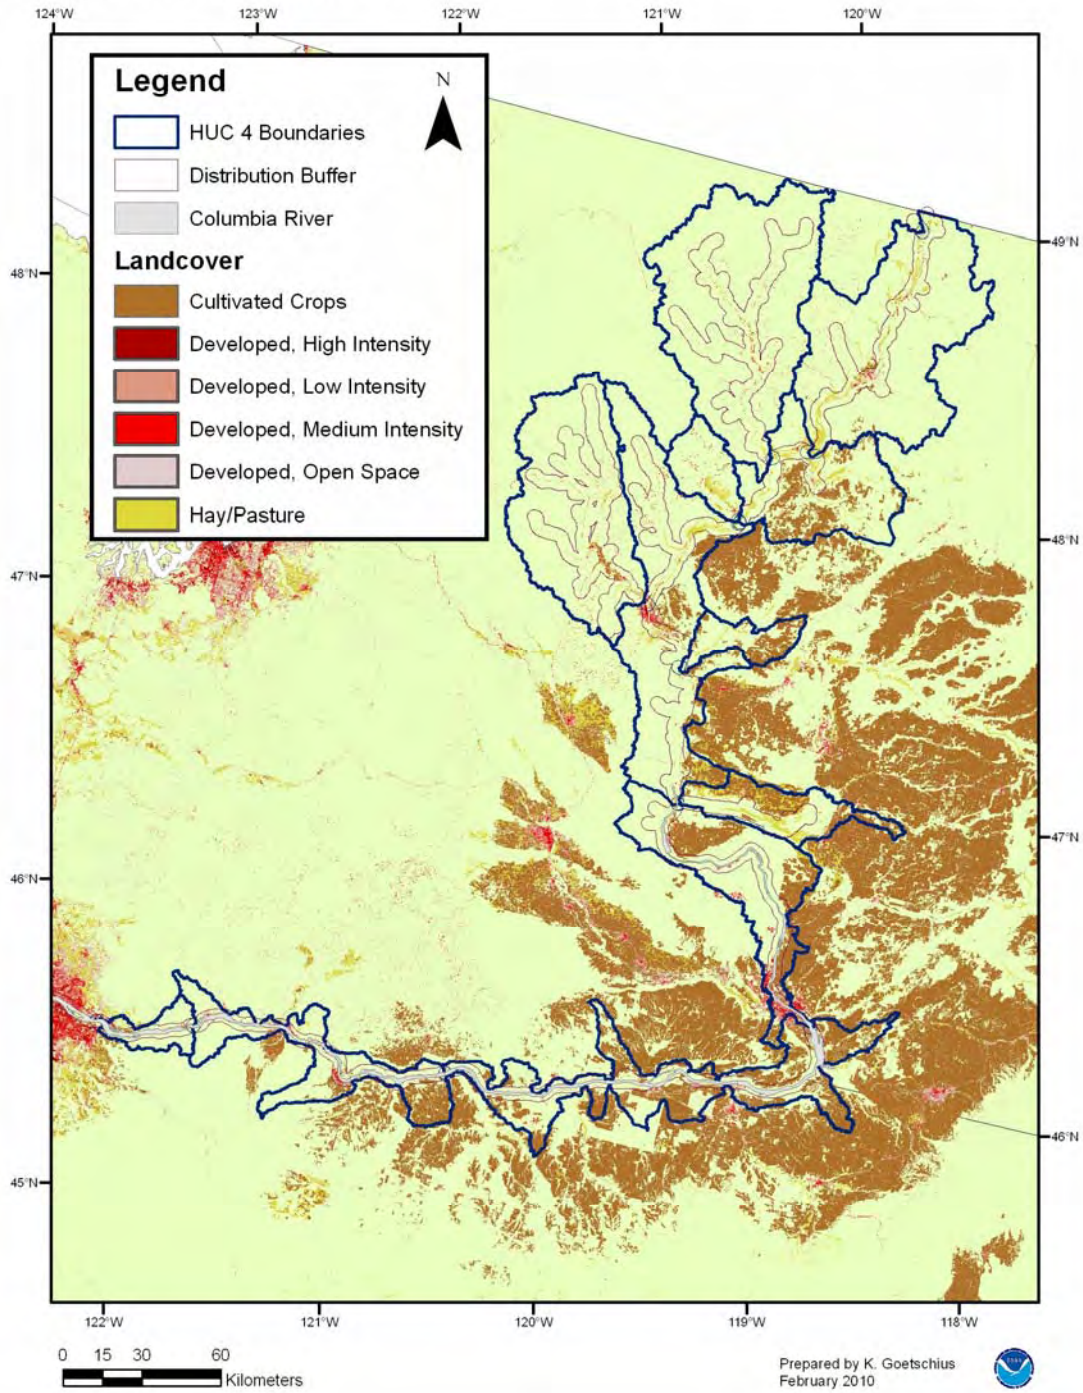 124°W 123°W 122°W 121°W 120°W
Legend
N
HUC 4 Boundaries
Distribution Buffer
Columbia River
Landcover
Cultivated Crops
Developed, High Intensity
Developed, Low Intensity
Developed, Medium Intensity
Developed, Open Space
Hay/Pasture
49°N
48°N
48°N
47°N
47°N
46°N
46°N
45°N
122°W 121°W 120°W 119°W 118°W
0 15 30 60
Kilometers
Prepared by K. Goetschius
February 2010